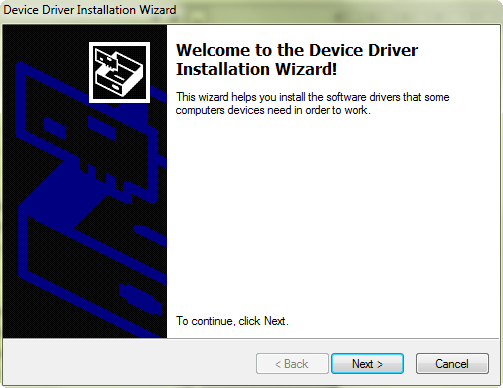 Device Driver Installation Wizard
Welcome to the Device Driver
Installation Wizard!
This wizard helps you install the software drivers that some
computers devices need in order to work.
To continue, click Next.
< Back
Next >
Cancel